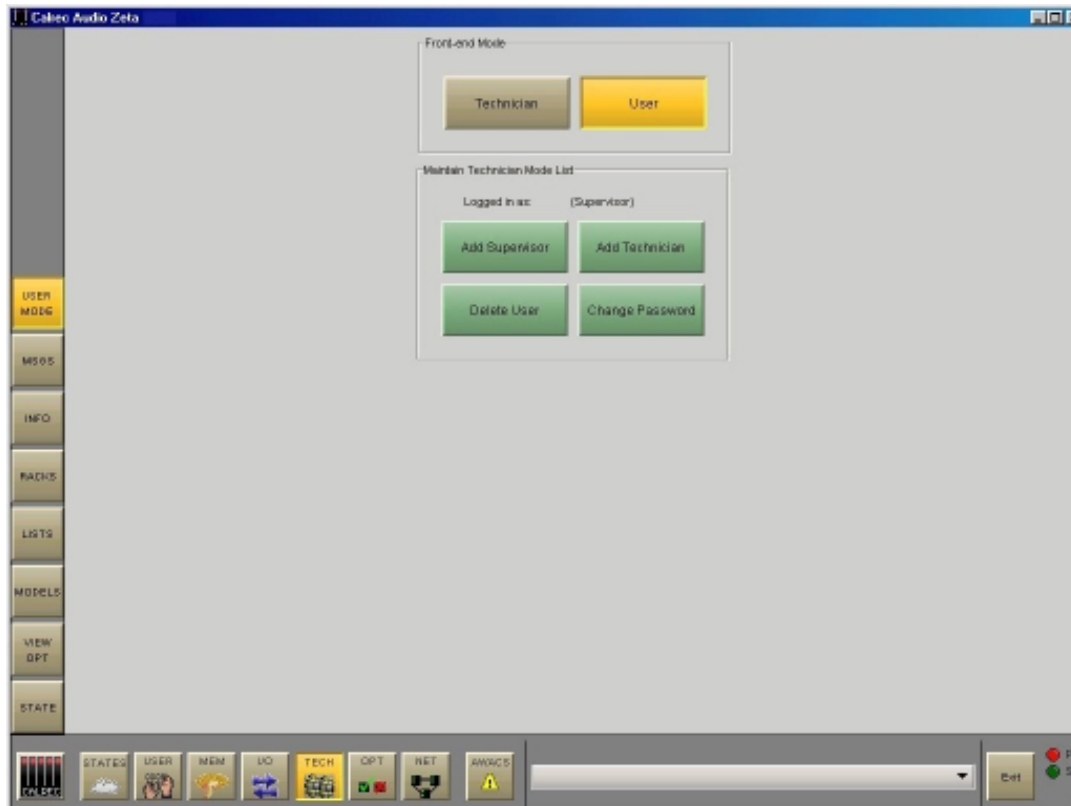 Calrec Audio Zeta
Front-end Mode
Technician
User
Maintain Technician Mode List
Logged in as: (Supervisor)
Add Supervisor
Add Technician
Delete User
Change Password
USER
MODE
MSGS
INFO
RACKS
LISTS
MODELS
VIEW
OPT
STATE
CALREC
STATES
USER
MEM
I/O
TECH
OPT
NET
AWACS
Exit
P
S